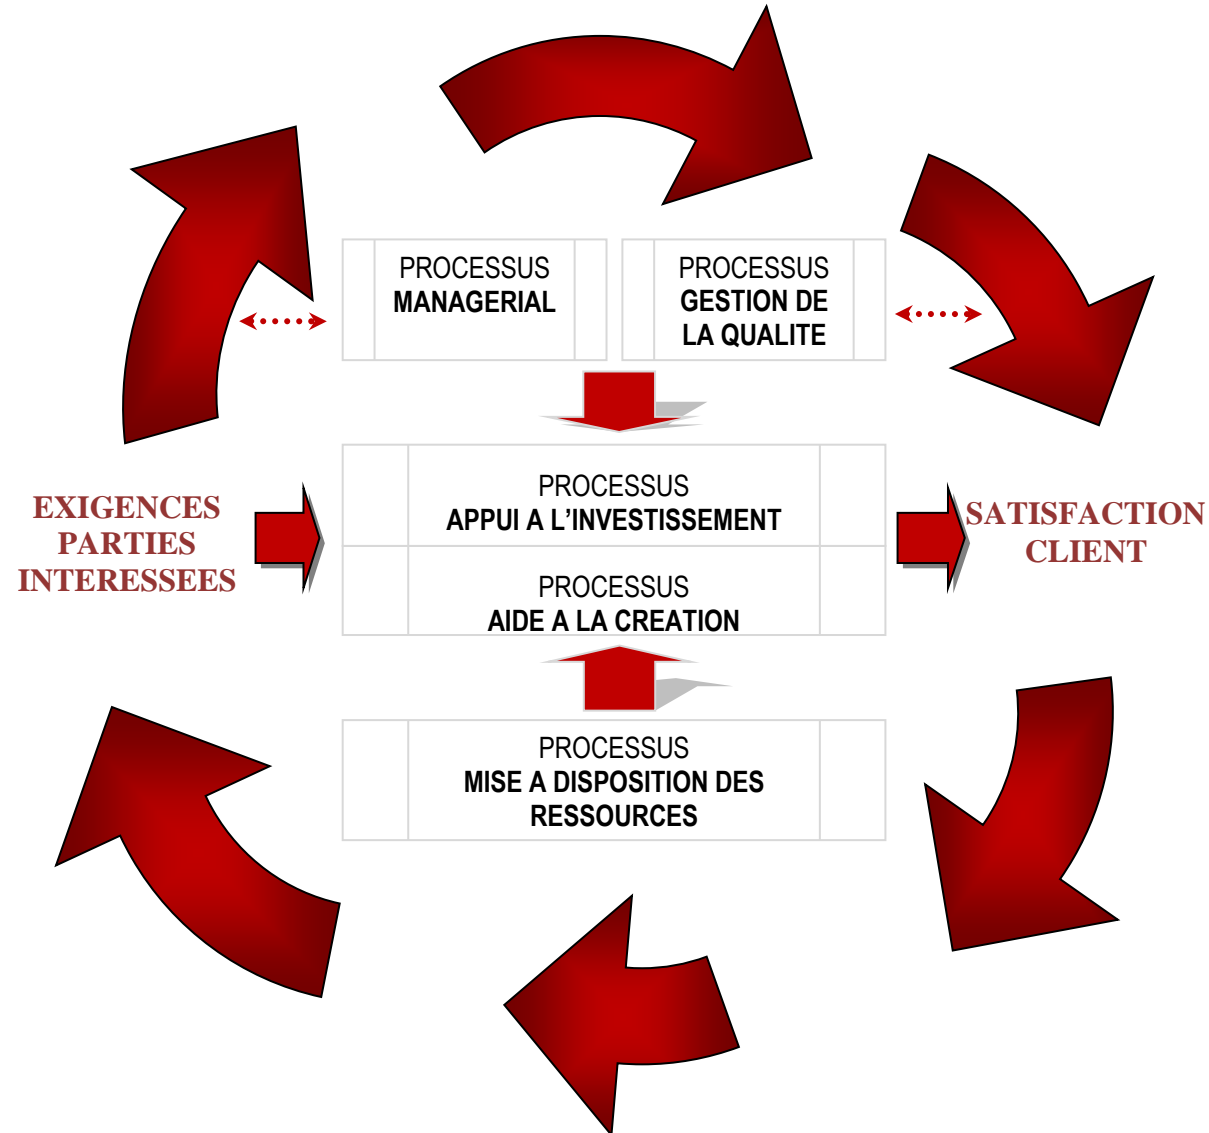 PROCESSUS
MANAGERIAL
PROCESSUS
GESTION DE
LA QUALITE
EXIGENCES
PARTIES
INTERESSEES
PROCESSUS
APPUI A L’INVESTISSEMENT
PROCESSUS
AIDE A LA CREATION
SATISFACTION
CLIENT
PROCESSUS
MISE A DISPOSITION DES
RESSOURCES